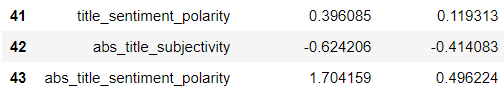 41 title_sentiment_polarity 0.396085 0.119313
42 abs_title_subjectivity -0.624206 -0.414083
43 abs_title_sentiment_polarity 1.704159 0.496224